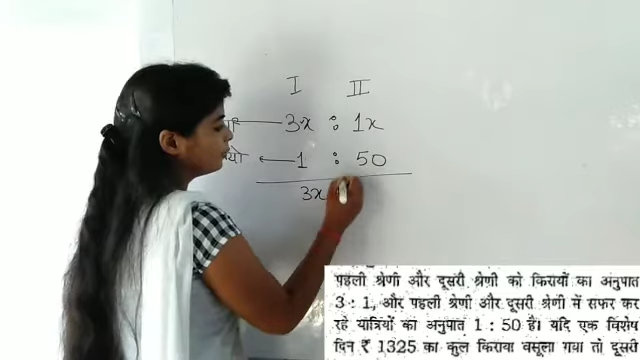 I II
3x : 1x
1 : 50
3x
पहली श्रेणी और दूसरी श्रेणी को किरायों का अनुपात
3 : 1, और पहली श्रेणी और दूसरी श्रेणी में सफर कर
रहे यात्रियों का अनुपात 1 : 50 है। यदि एक विशेष
दिन ₹ 1325 का कुल किराया वसूला गया तो दूसरी